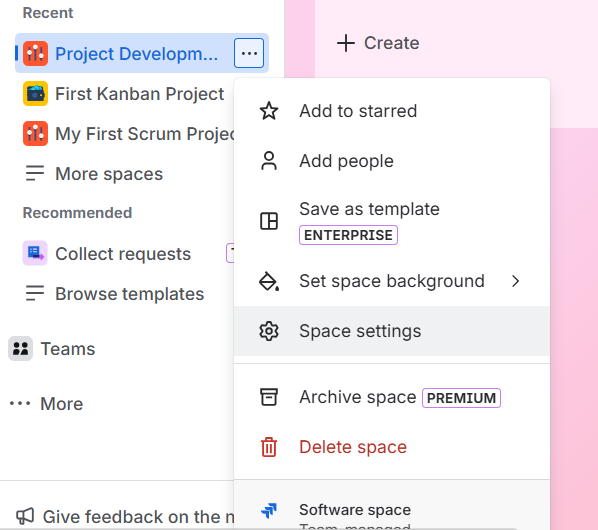 Recent
Project Developm...
Create
First Kanban Project
Add to starred
My First Scrum Projec
Add people
More spaces
Save as template
ENTERPRISE
Recommended
Collect requests
Set space background
Browse templates
Space settings
Teams
Archive space PREMIUM
More
Delete space
Software space
Team-managed
Give feedback on the n